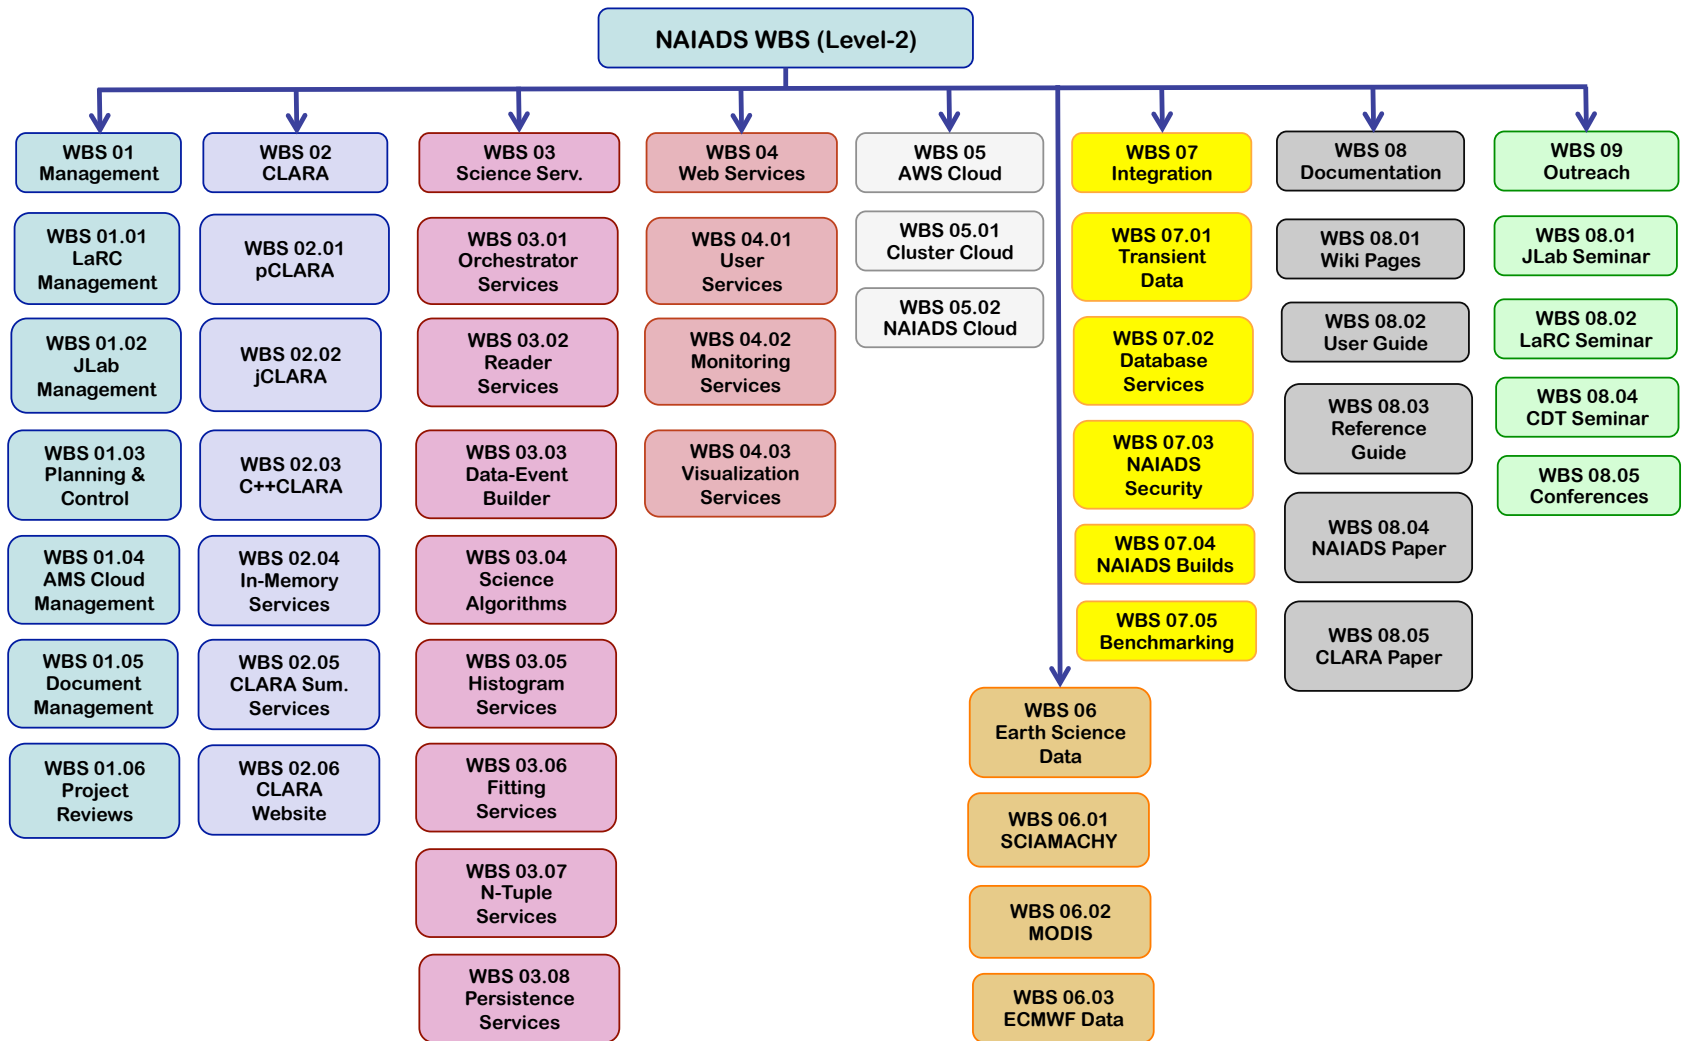 NAIADS WBS (Level-2)
WBS 01
Management
WBS 01.01
LaRC
Management
WBS 01.02
JLab
Management
WBS 01.03
Planning &
Control
WBS 01.04
AMS Cloud
Management
WBS 01.05
Document
Management
WBS 01.06
Project
Reviews
WBS 02
CLARA
WBS 02.01
pCLARA
WBS 02.02
jCLARA
WBS 02.03
C++CLARA
WBS 02.04
In-Memory
Services
WBS 02.05
CLARA Sum.
Services
WBS 02.06
CLARA
Website
WBS 03
Science Serv.
WBS 03.01
Orchestrator
Services
WBS 03.02
Reader
Services
WBS 03.03
Data-Event
Builder
WBS 03.04
Science
Algorithms
WBS 03.05
Histogram
Services
WBS 03.06
Fitting
Services
WBS 03.07
N-Tuple
Services
WBS 03.08
Persistence
Services
WBS 04
Web Services
WBS 04.01
User
Services
WBS 04.02
Monitoring
Services
WBS 04.03
Visualization
Services
WBS 05
AWS Cloud
WBS 05.01
Cluster Cloud
WBS 05.02
NAIADS Cloud
WBS 06
Earth Science
Data
WBS 06.01
SCIAMACHY
WBS 06.02
MODIS
WBS 06.03
ECMWF Data
WBS 07
Integration
WBS 07.01
Transient
Data
WBS 07.02
Database
Services
WBS 07.03
NAIADS
Security
WBS 07.04
NAIADS Builds
WBS 07.05
Benchmarking
WBS 08
Documentation
WBS 08.01
Wiki Pages
WBS 08.02
User Guide
WBS 08.03
Reference
Guide
WBS 08.04
NAIADS Paper
WBS 08.05
CLARA Paper
WBS 09
Outreach
WBS 08.01
JLab Seminar
WBS 08.02
LaRC Seminar
WBS 08.04
CDT Seminar
WBS 08.05
Conferences